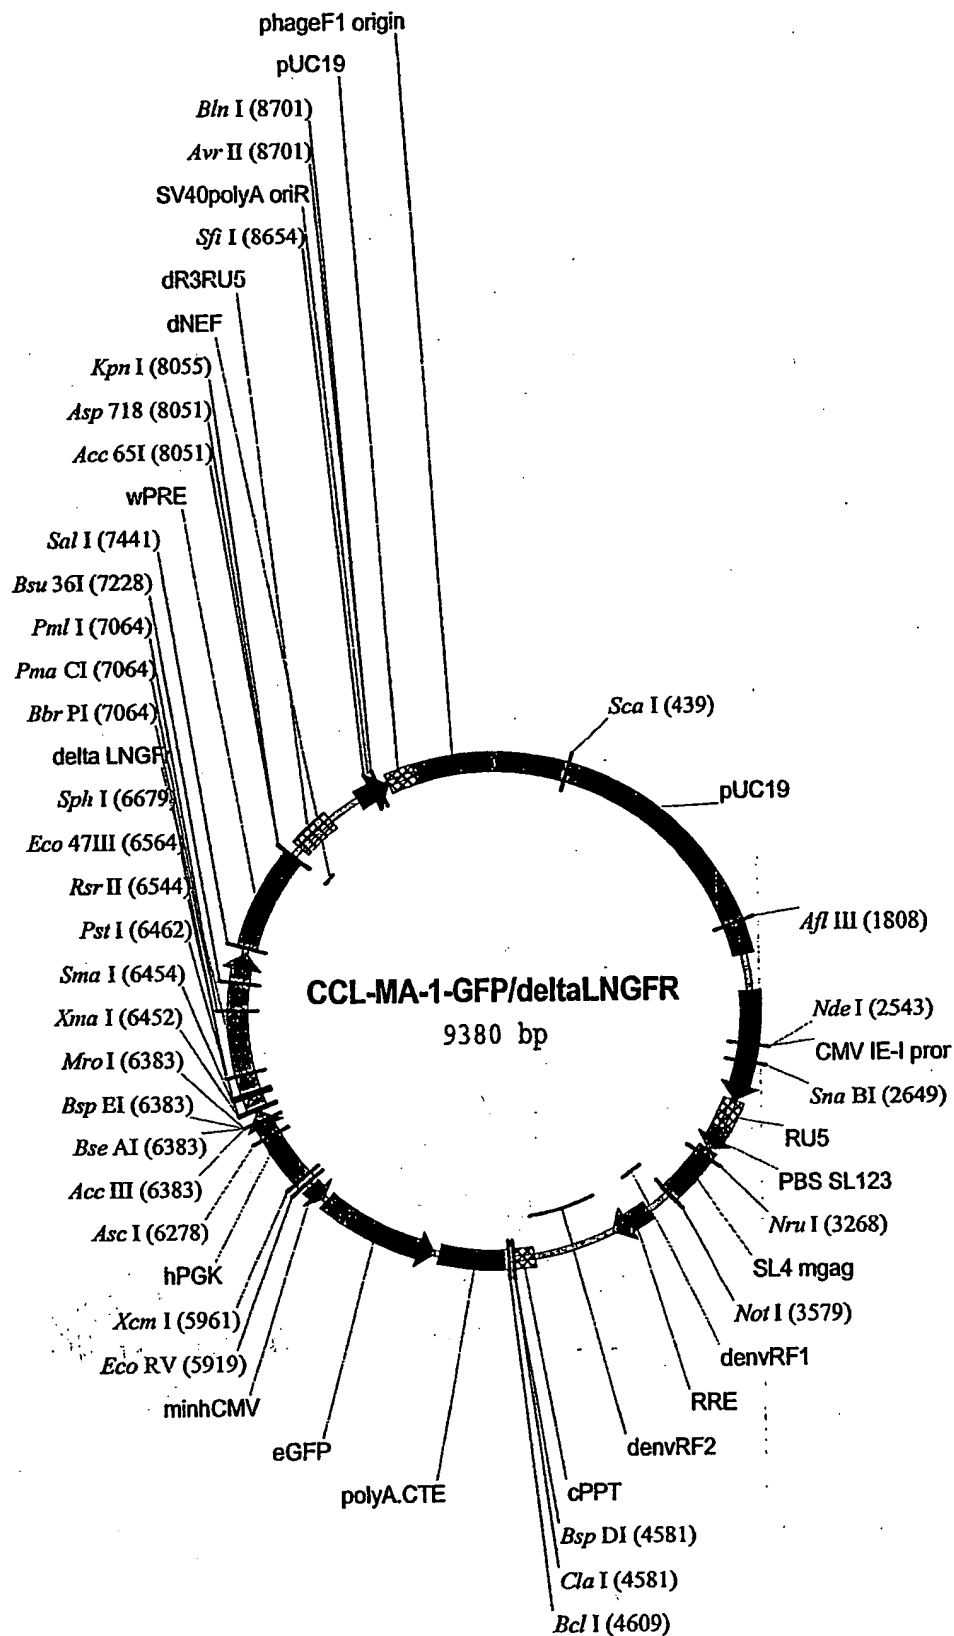 phageF1 origin
pUC19
Bln I (8701)
Avr II (8701)
SV40polyA oriR
Sfi I (8654)
dR3RU5
dNEF
Kpn I (8055)
Asp 718 (8051)
Acc 65I (8051)
wPRE
Sal I (7441)
Bsu 36I (7228)
Pml I (7064)
Pma CI (7064)
Bbr PI (7064)
delta LNGFr
Sph I (6679)
Eco 47III (6564)
Rsr II (6544)
Pst I (6462)
Sma I (6454)
Xma I (6452)
Mro I (6383)
Bsp EI (6383)
Bse AI (6383)
Acc III (6383)
Asc I (6278)
hPGK
Xcm I (5961)
Eco RV (5919)
minhCMV
eGFP
polyA.CTE
Sca I (439)
pUC19
Afl III (1808)
Nde I (2543)
CMV IE-I pror
Sna BI (2649)
RU5
PBS SL123
Nru I (3268)
SL4 mgag
Not I (3579)
denvRF1
RRE
denvRF2
cPPT
Bsp DI (4581)
Cla I (4581)
Bcl I (4609)
CCL-MA-1-GFP/deltaLNGFR
9380 bp